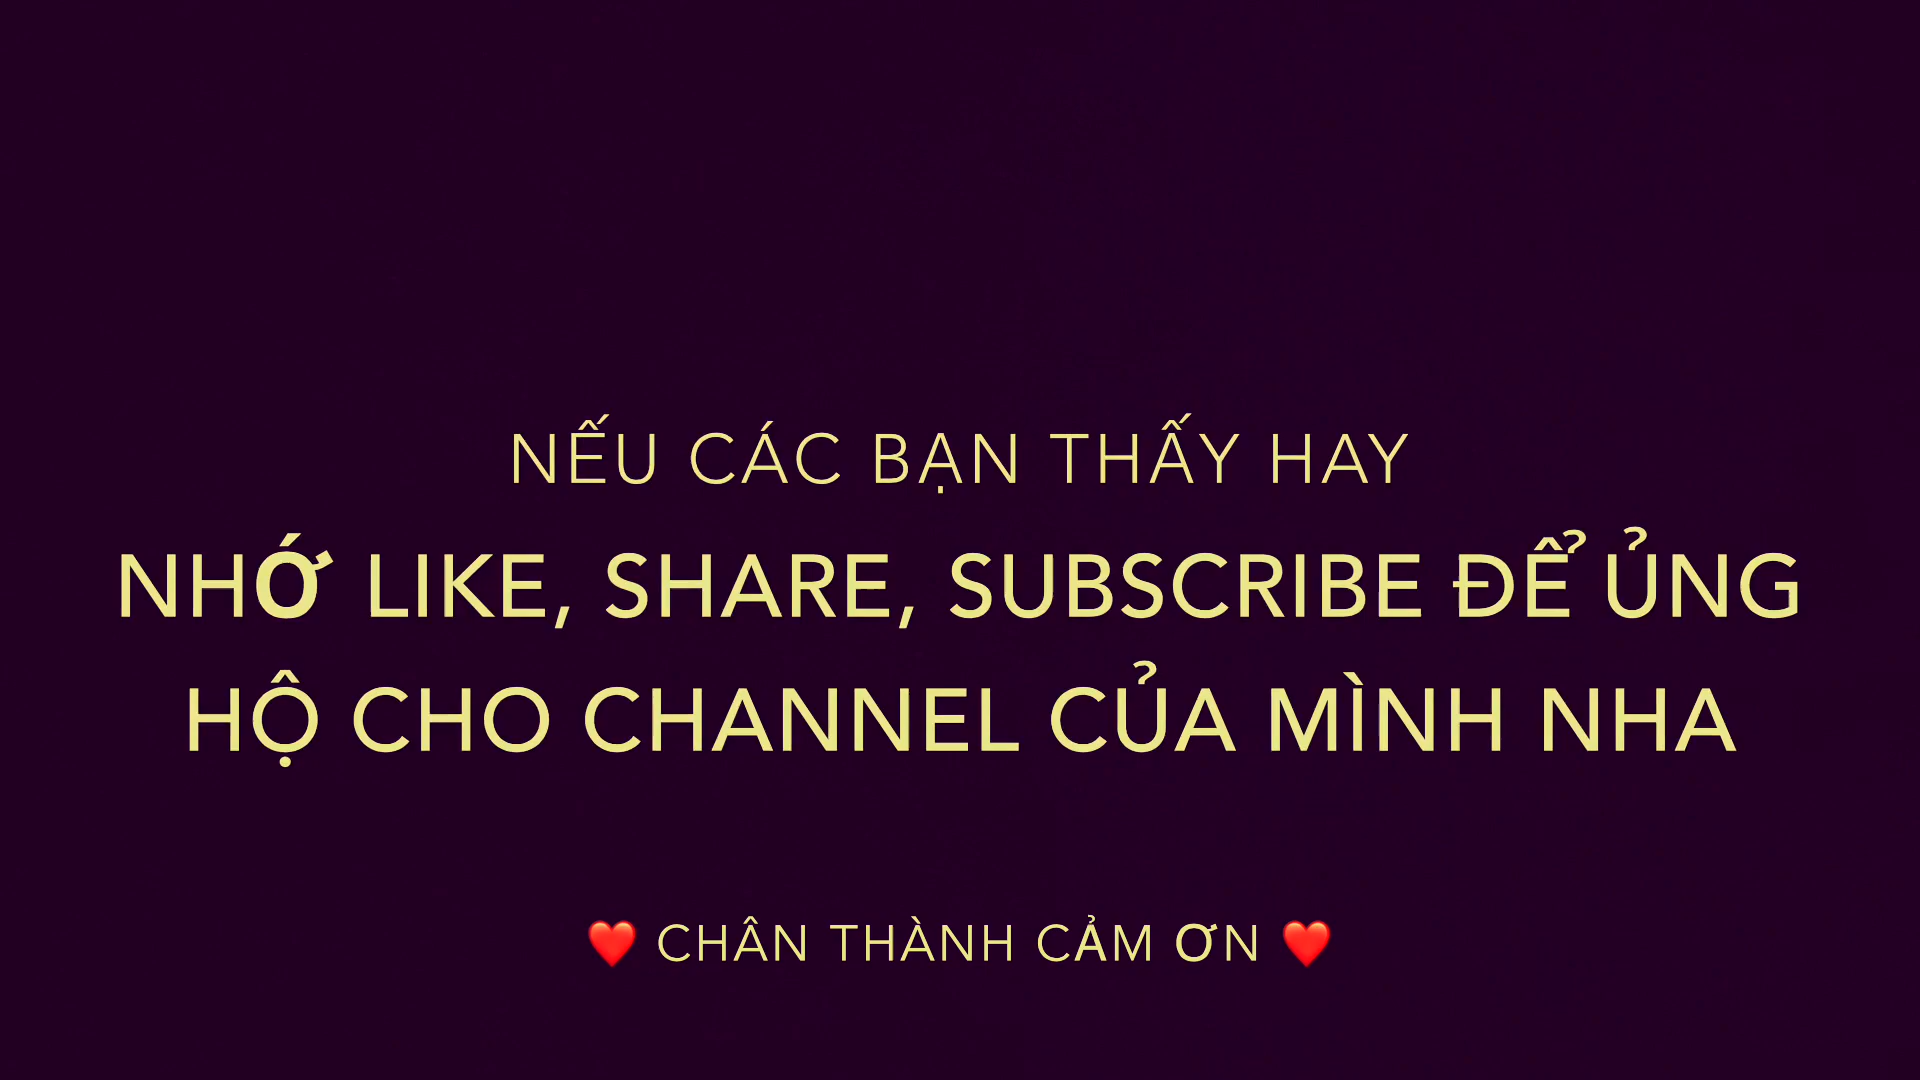 NẾU CÁC BẠN THẤY HAY
NHỚ LIKE, SHARE, SUBSCRIBE ĐỂ ỦNG
HỘ CHO CHANNEL CỦA MÌNH NHA
❤️ CHÂN THÀNH CẢM ƠN ❤️